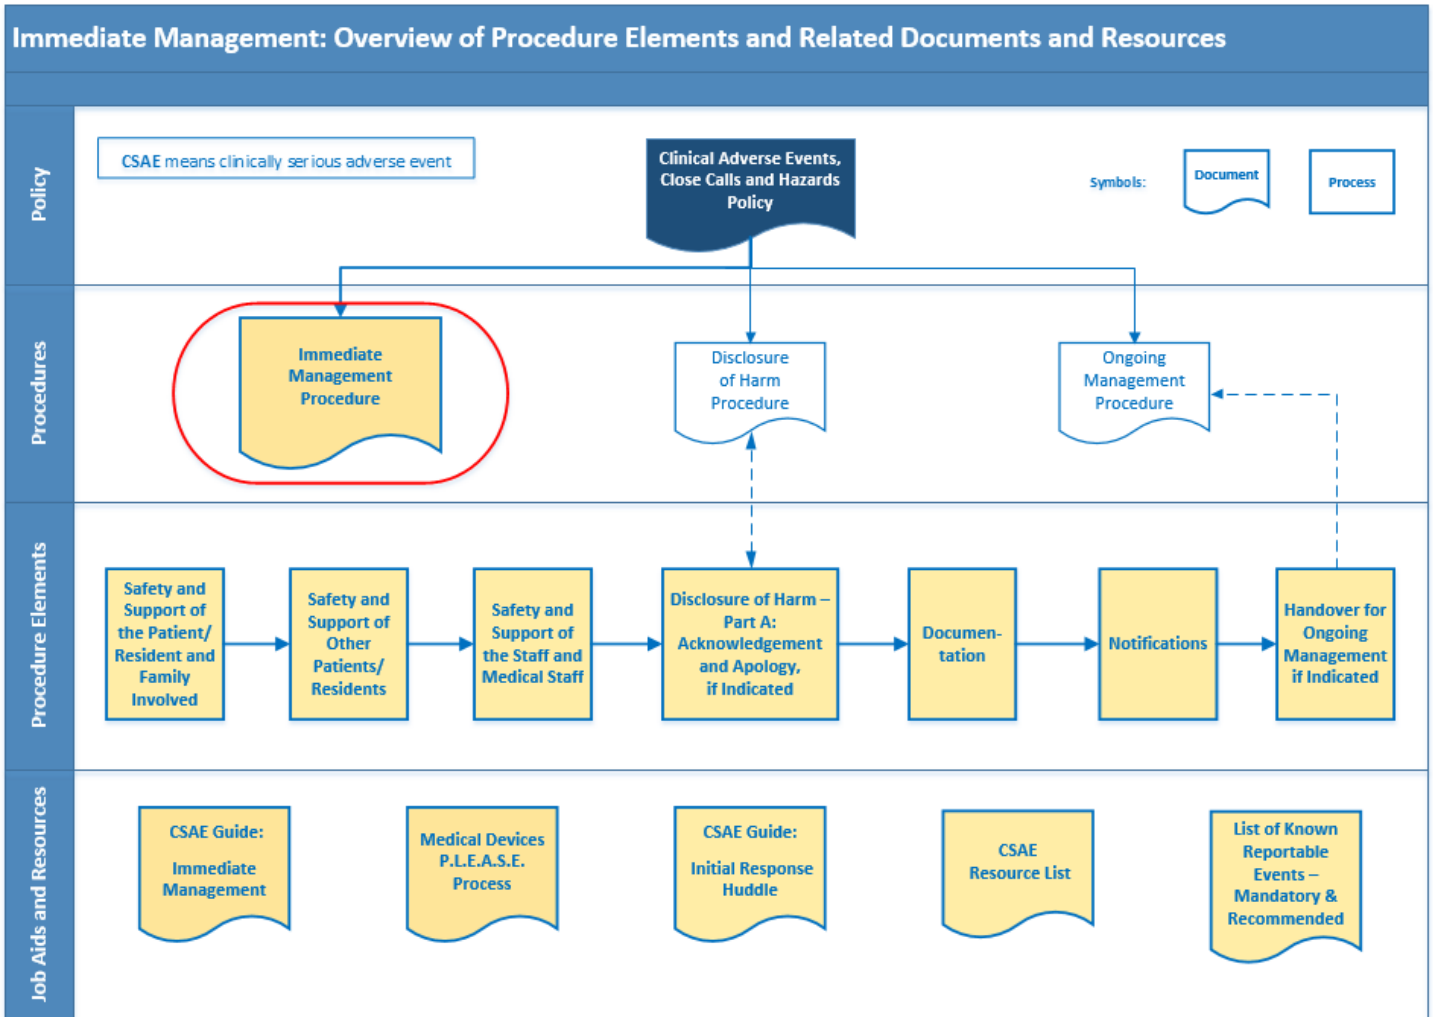 Immediate Management: Overview of Procedure Elements and Related Documents and Resources
Policy
CSAE means clinically serious adverse event
Clinical Adverse Events,
Close Calls and Hazards
Policy
Symbols:
Document
Process
Procedures
Immediate
Management
Procedure
Disclosure
of Harm
Procedure
Ongoing
Management
Procedure
Procedure Elements
Safety and
Support of
the Patient/
Resident and
Family
Involved
Safety and
Support of
Other
Patients/
Residents
Safety and
Support of
the Staff and
Medical Staff
Disclosure of Harm –
Part A:
Acknowledgement
and Apology,
if Indicated
Documen-
tation
Notifications
Handover for
Ongoing
Management
if Indicated
Job Aids and Resources
CSAE Guide:
Immediate
Management
Medical Devices
P.L.E.A.S.E.
Process
CSAE Guide:
Initial Response
Huddle
CSAE
Resource List
List of Known
Reportable
Events –
Mandatory &
Recommended